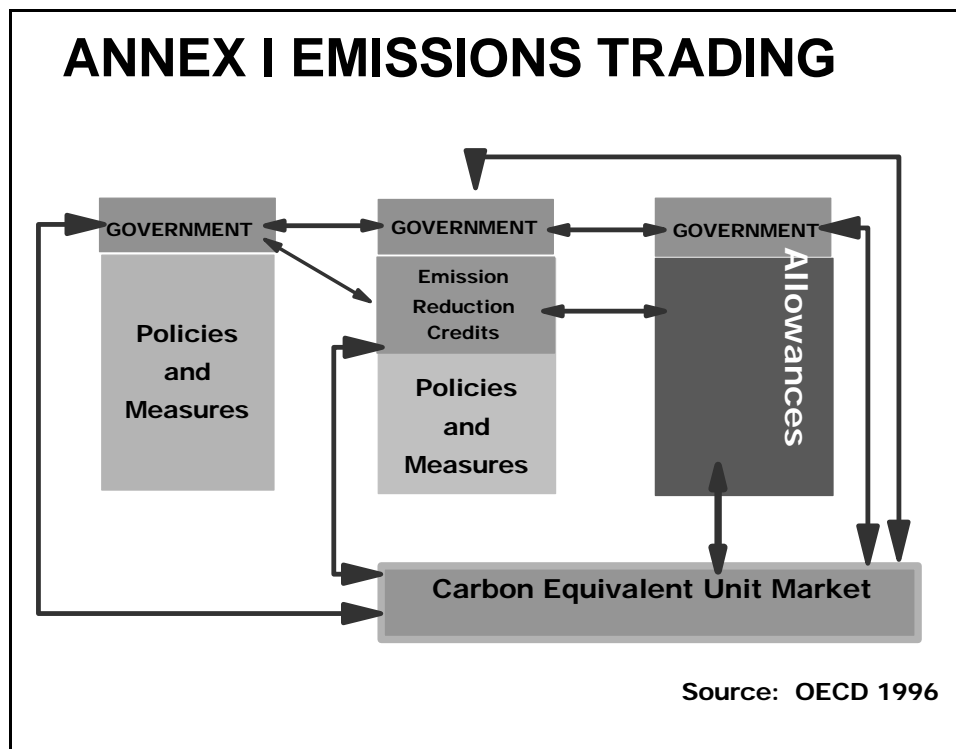 ANNEX I EMISSIONS TRADING
GOVERNMENT
Policies
and
Measures
GOVERNMENT
Emission
Reduction
Credits
Policies
and
Measures
GOVERNMENT
Allowances
Carbon Equivalent Unit Market
Source: OECD 1996